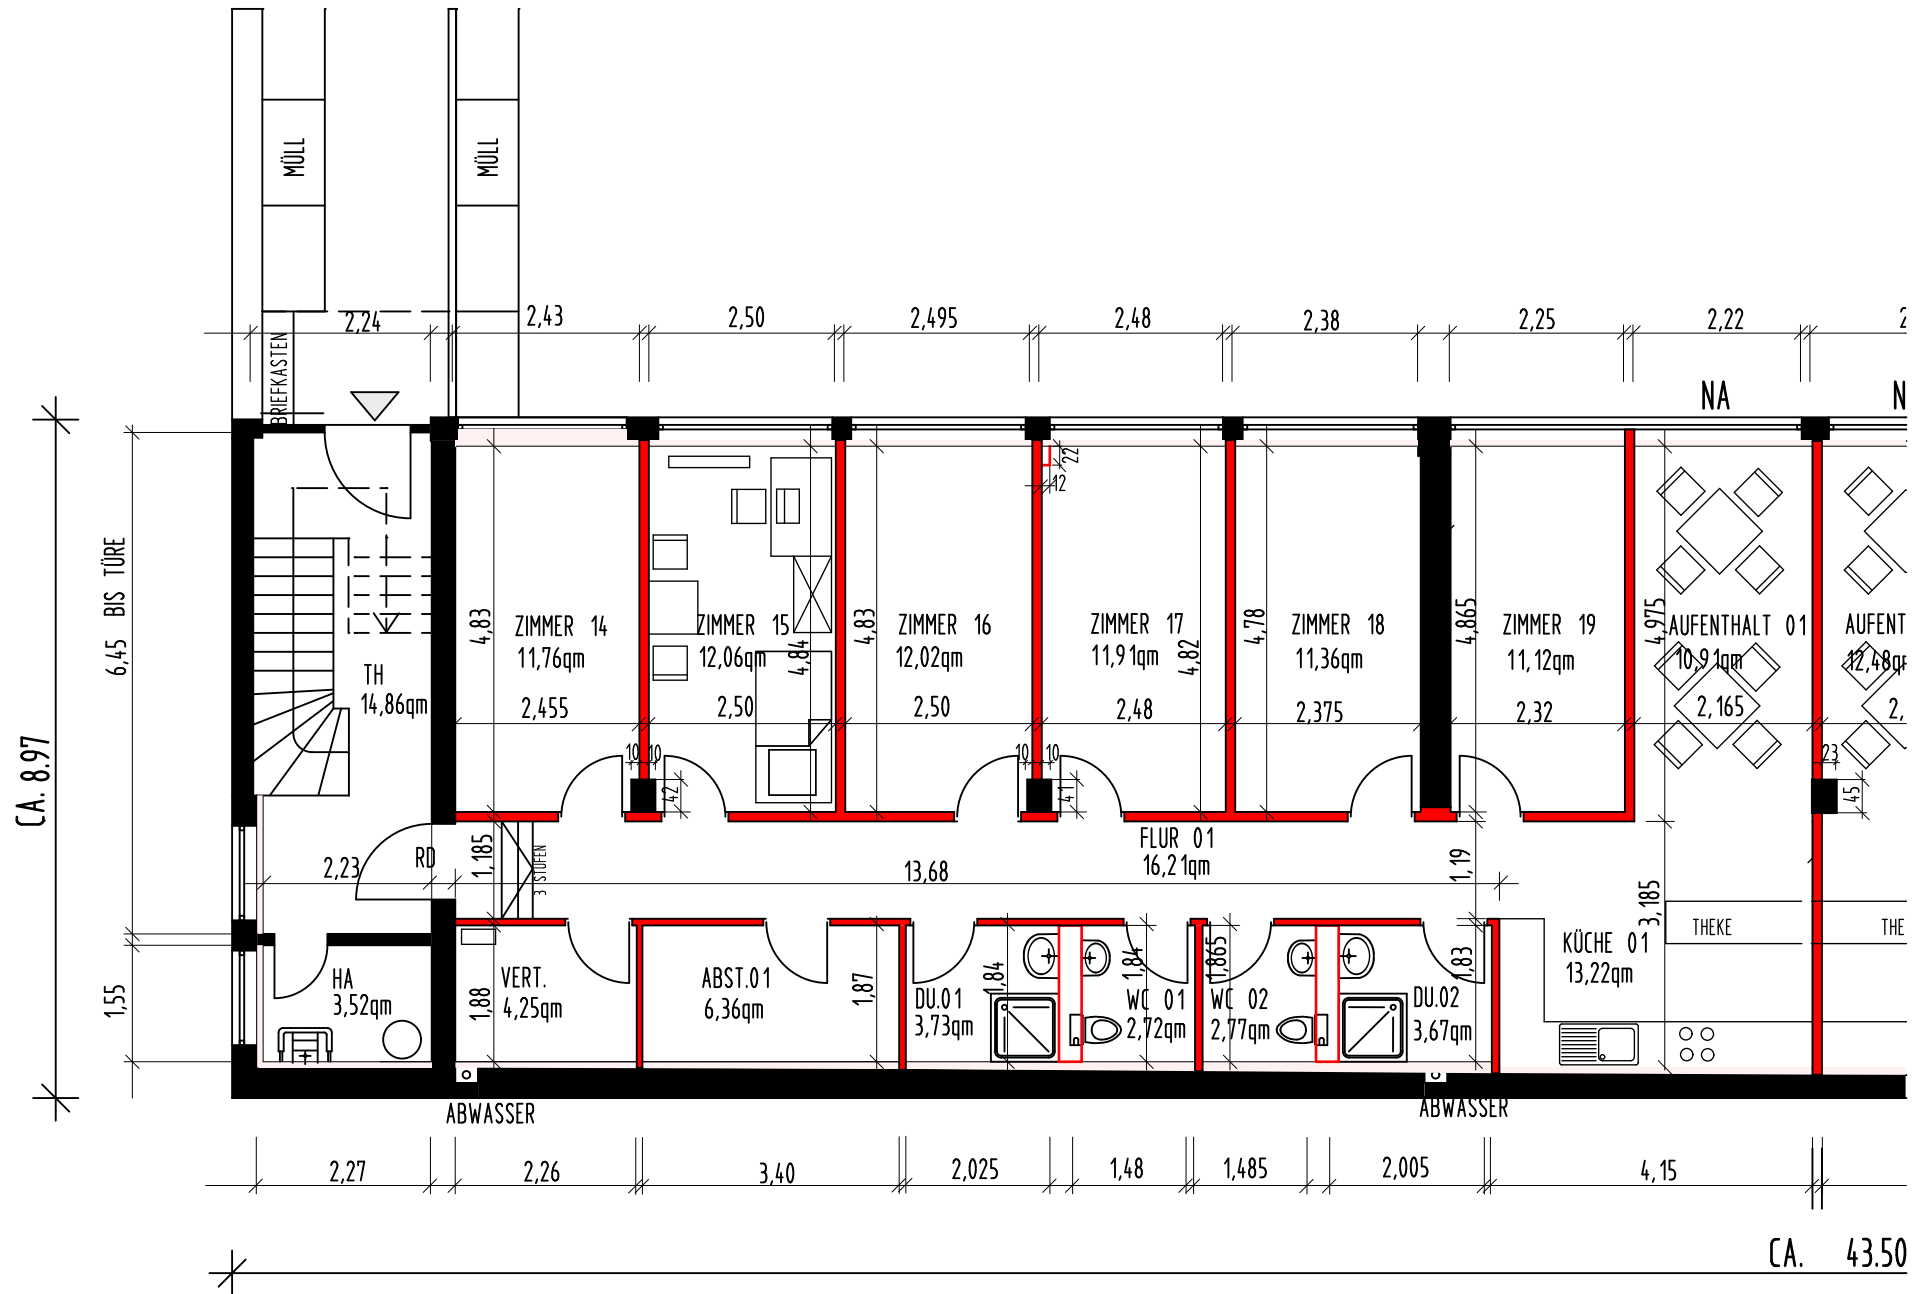 MÜLL
MÜLL
BRIEFKASTEN
2,24
2,43
2,50
2,495
2,48
2,38
2,25
2,22
NA
22
12
6,45 BIS TÜRE
1,55
CA. 8.97
TH
14,86qm
4,83
ZIMMER 14
11,76qm
2,455
ZIMMER 15
12,06qm
2,50
4,84
4,83
ZIMMER 16
12,02qm
2,50
ZIMMER 17
11,91qm
2,48
4,82
4,78
ZIMMER 18
11,36qm
2,375
4,865
ZIMMER 19
11,12qm
2,32
4,975
AUFENTHALT 01
10,91qm
2,165
AUFENT
12,48qm
2,
10
10
42
10
10
41
23
45
2,23
RD
1,185
3 STUFEN
13,68
FLUR 01
16,21qm
1,19
3,185
THEKE
THE
KÜCHE 01
13,22qm
HA
3,52qm
VERT.
4,25qm
1,88
ABST.01
6,36qm
1,87
DU.01
3,73qm
1,84
WC 01
2,72qm
1,84
WC 02
2,77qm
1,865
DU.02
3,67qm
1,83
ABWASSER
ABWASSER
2,27
2,26
3,40
2,025
1,48
1,485
2,005
4,15
CA. 43.50